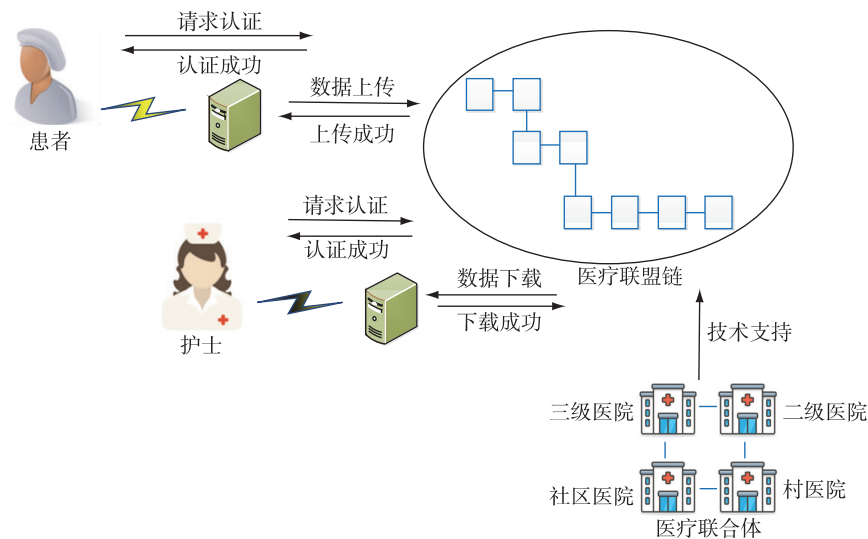 请求认证
认证成功
数据上传
上传成功
患者
请求认证
认证成功
医疗联盟链
数据下载
下载成功
护士
技术支持
三级医院
二级医院
社区医院
村医院
医疗联合体